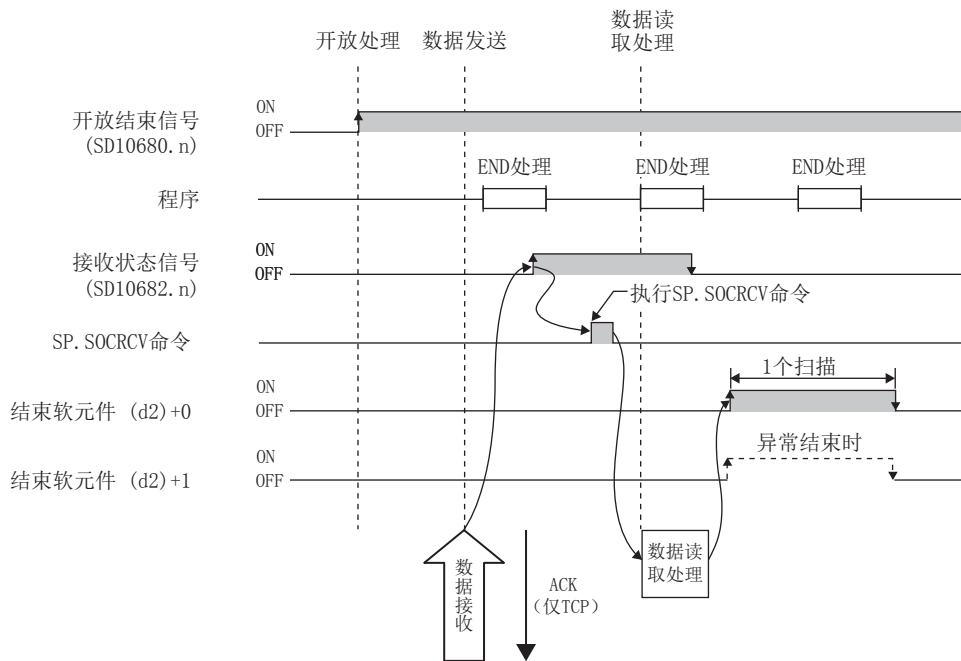 开放处理
数据发送
数据读
取处理
开放结束信号
(SD10680.n)
ON
OFF
程序
END处理
END处理
END处理
接收状态信号
(SD10682.n)
ON
OFF
执行SP.SOCRCV命令
SP.SOCRCV命令
1个扫描
结束软元件 (d2)+0
ON
OFF
异常结束时
结束软元件 (d2)+1
ON
OFF
数据接收
ACK
(仅TCP)
数据读
取处理